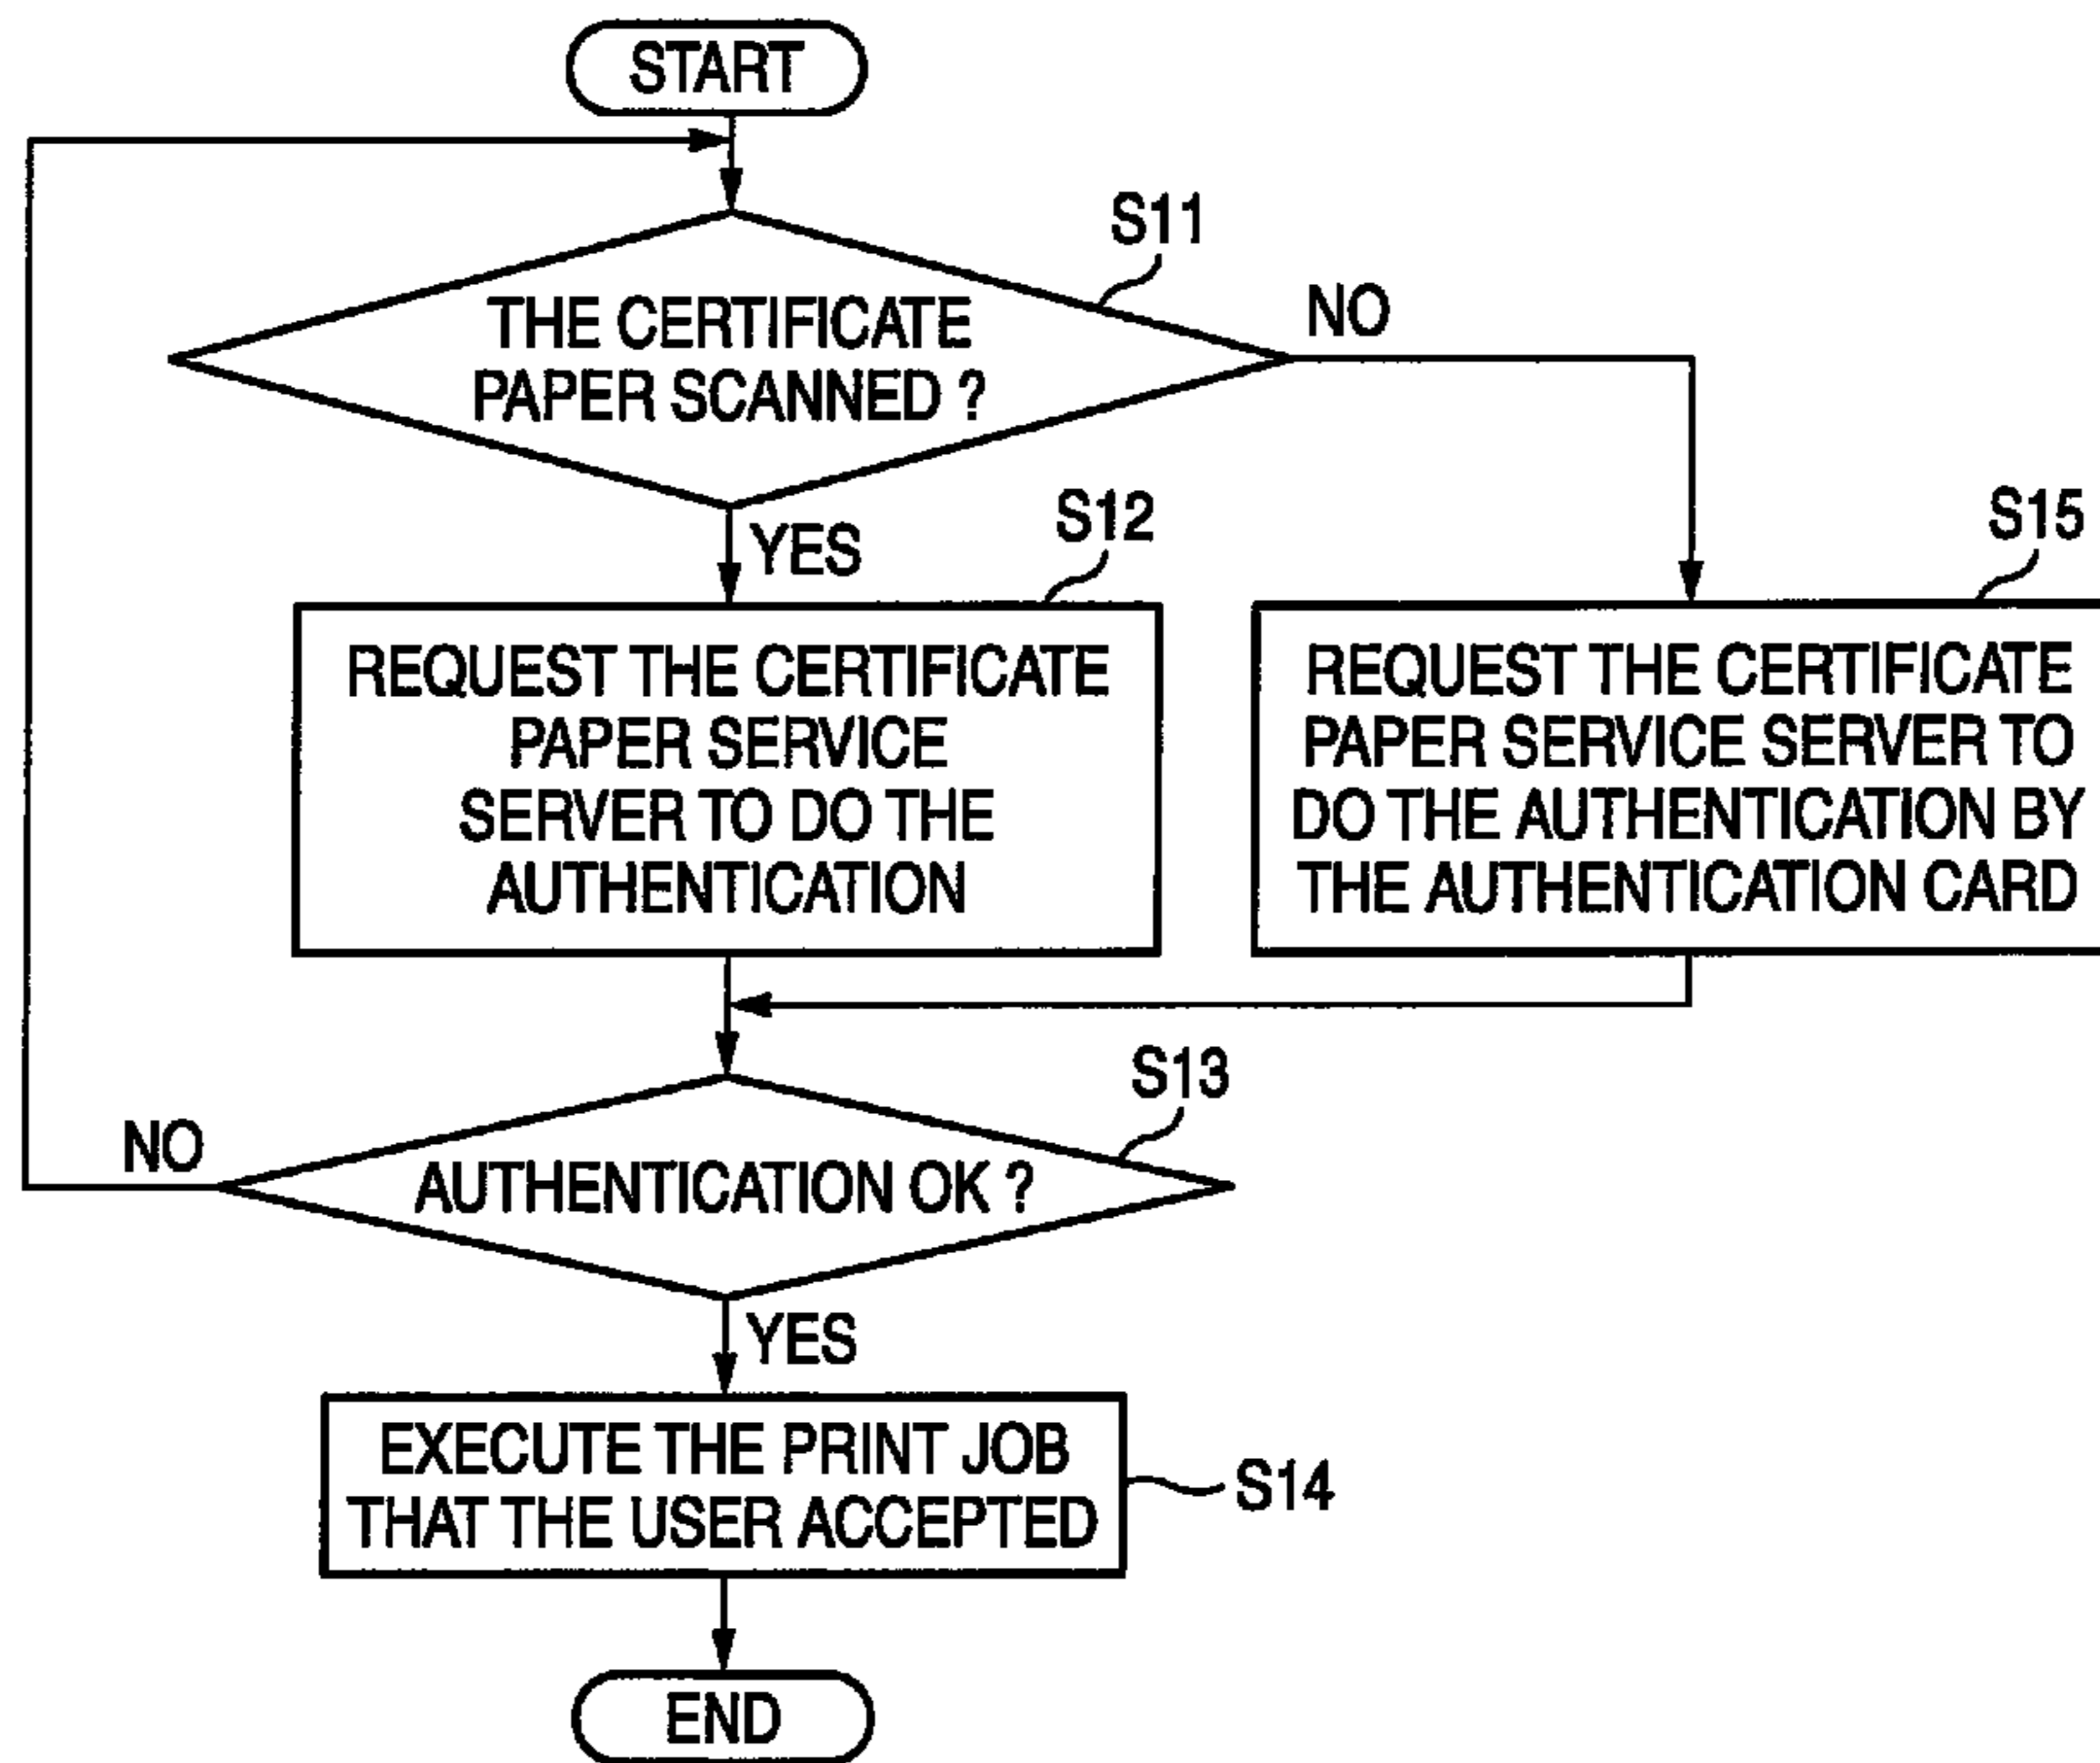 START
S11
THE CERTIFICATE
PAPER SCANNED ?
NO
YES
S12
REQUEST THE CERTIFICATE
PAPER SERVICE
SERVER TO DO THE
AUTHENTICATION
S15
REQUEST THE CERTIFICATE
PAPER SERVICE SERVER TO
DO THE AUTHENTICATION BY
THE AUTHENTICATION CARD
S13
NO
AUTHENTICATION OK ?
YES
EXECUTE THE PRINT JOB
THAT THE USER ACCEPTED
S14
END